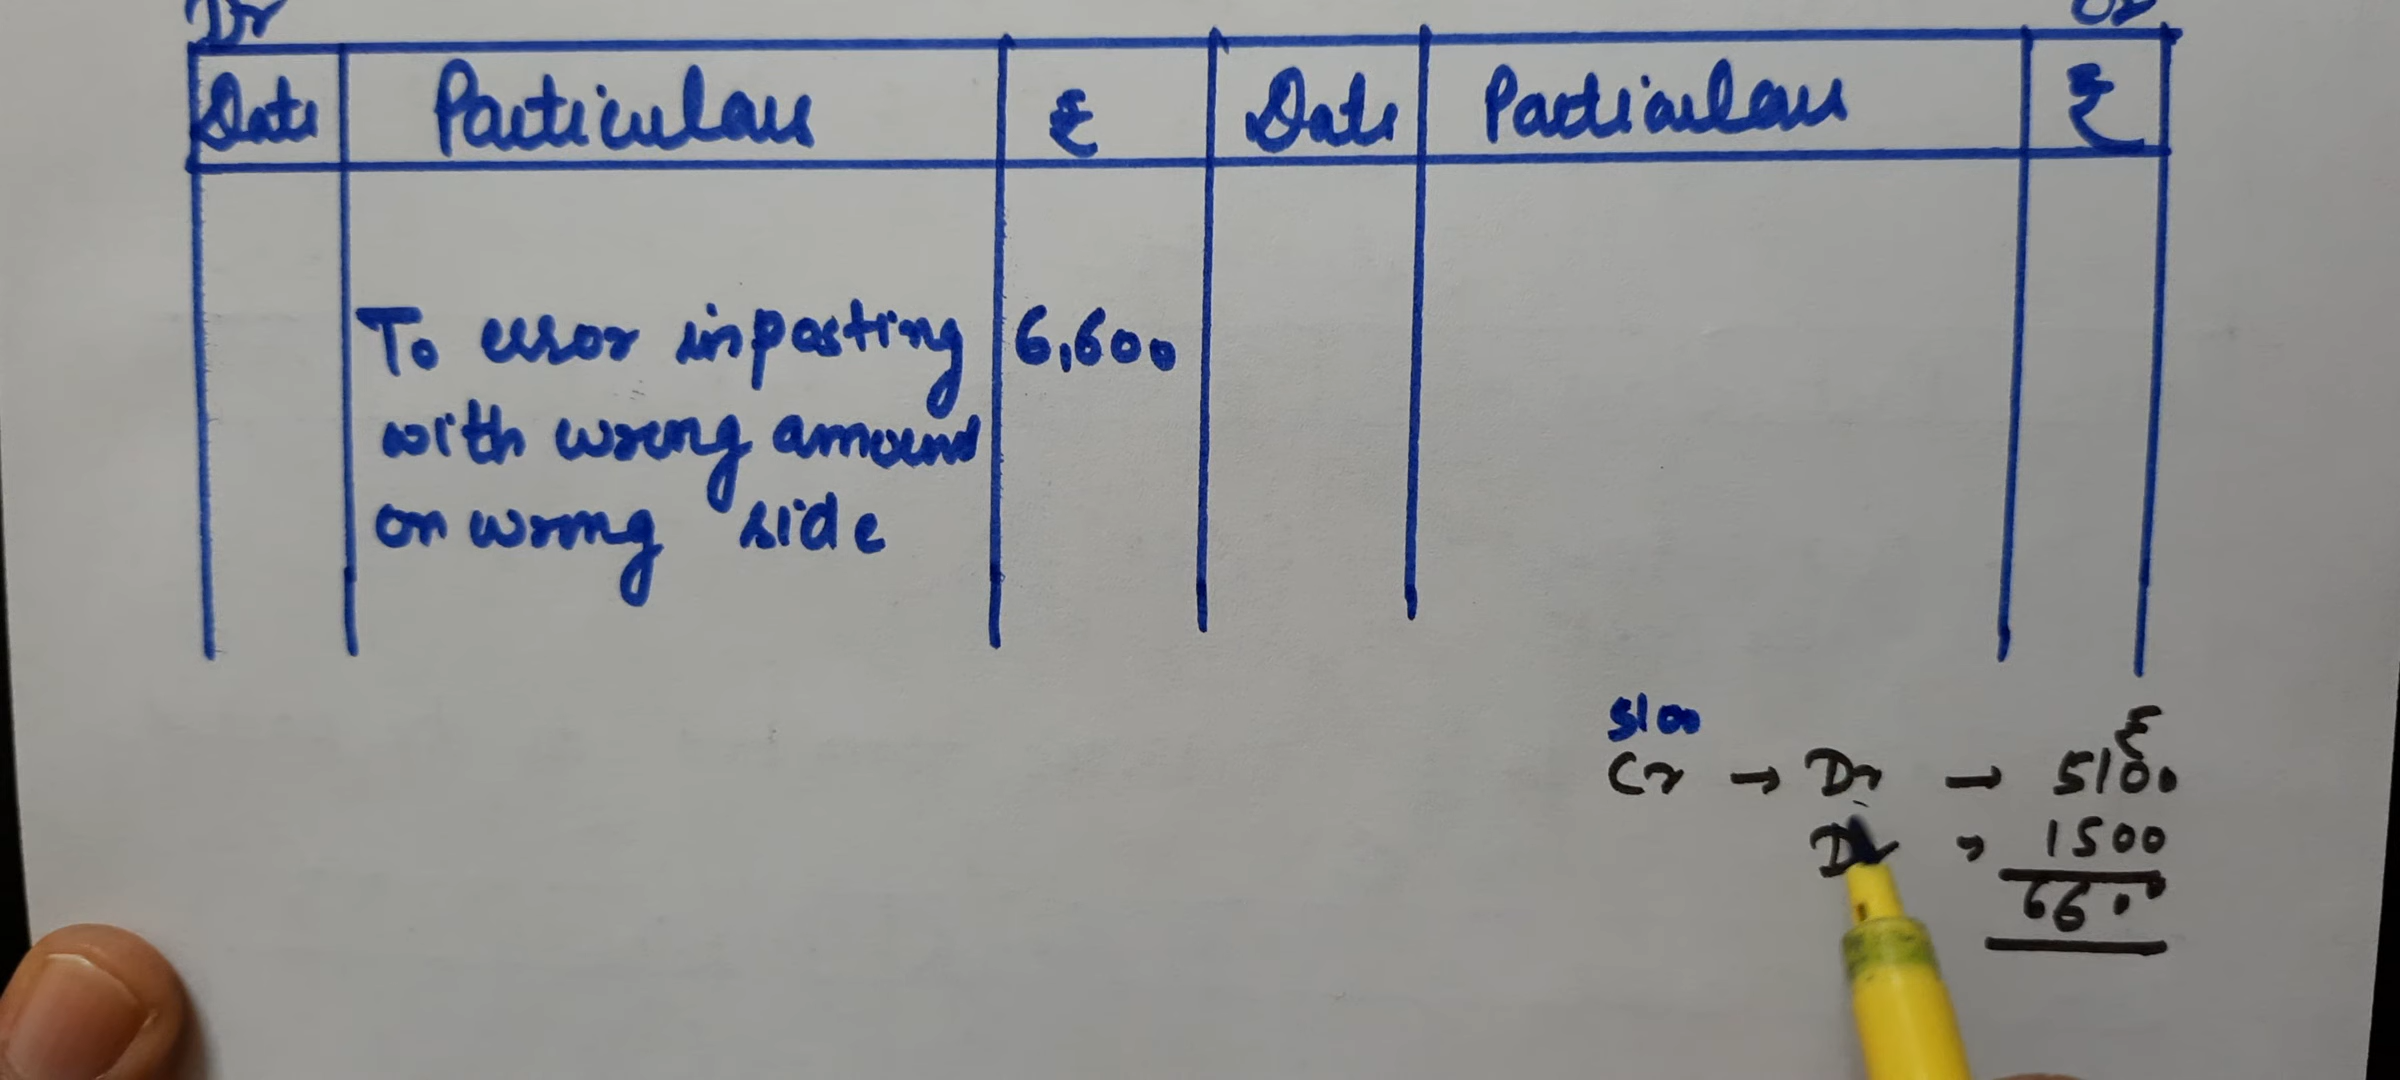 Dr Cr
Date Particulars ₹ Date Particulars ₹
To error in posting 6,600
with wrong amount
on wrong side
5100 ₹
Cr → Dr → 5100
Dr → 1500
6600